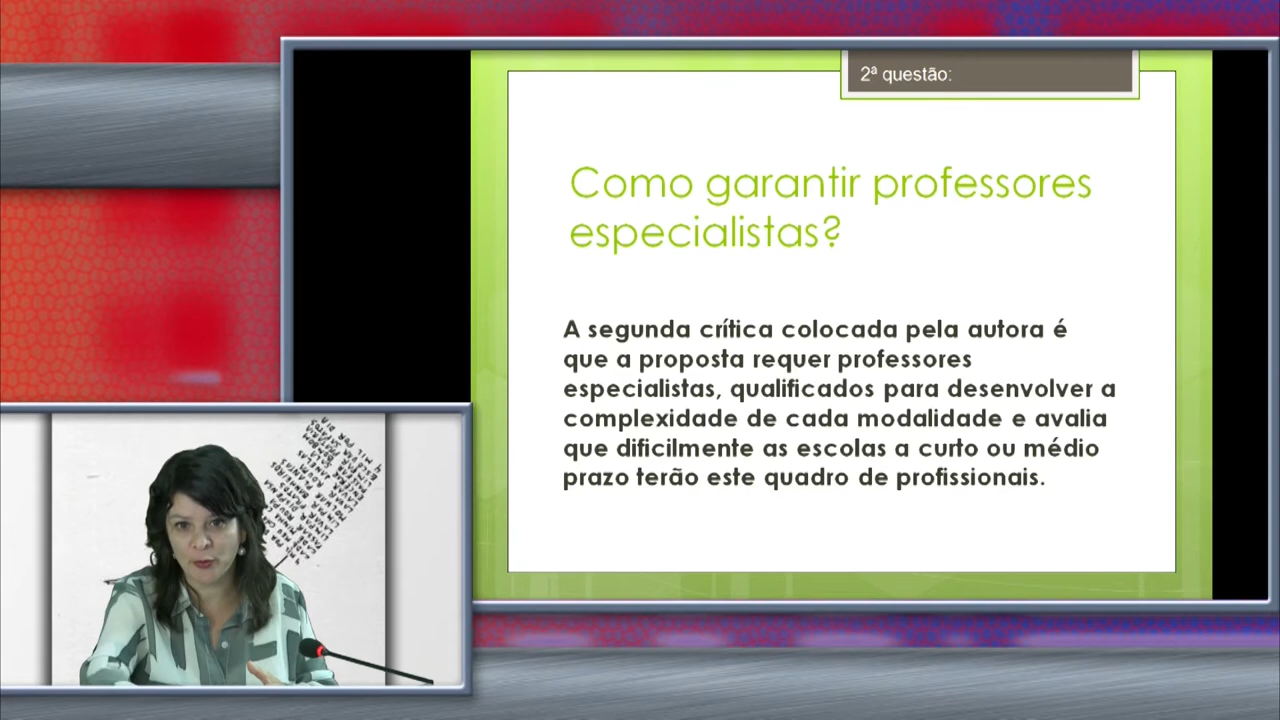 2ª questão:
Como garantir professores
especialistas?
A segunda crítica colocada pela autora é
que a proposta requer professores
especialistas, qualificados para desenvolver a
complexidade de cada modalidade e avalia
que dificilmente as escolas a curto ou médio
prazo terão este quadro de profissionais.